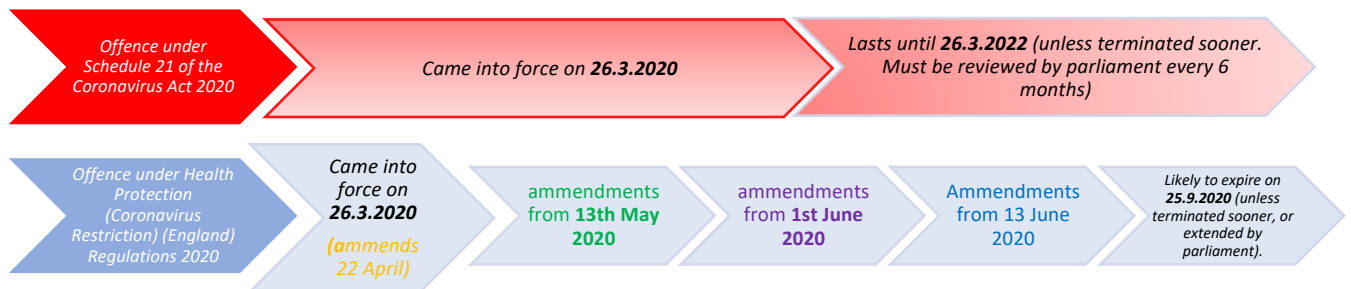 Offence under
Schedule 21 of the
Coronavirus Act 2020
Came into force on 26.3.2020
Lasts until 26.3.2022 (unless terminated sooner.
Must be reviewed by parliament every 6
months)
Offence under Health
Protection
(Coronavirus
Restriction) (England)
Regulations 2020
Came into
force on
26.3.2020
(ammends
22 April)
ammendments
from 13th May
2020
ammendments
from 1st June
2020
Ammendments
from 13 June
2020
Likely to expire on
25.9.2020 (unless
terminated sooner, or
extended by
parliament).